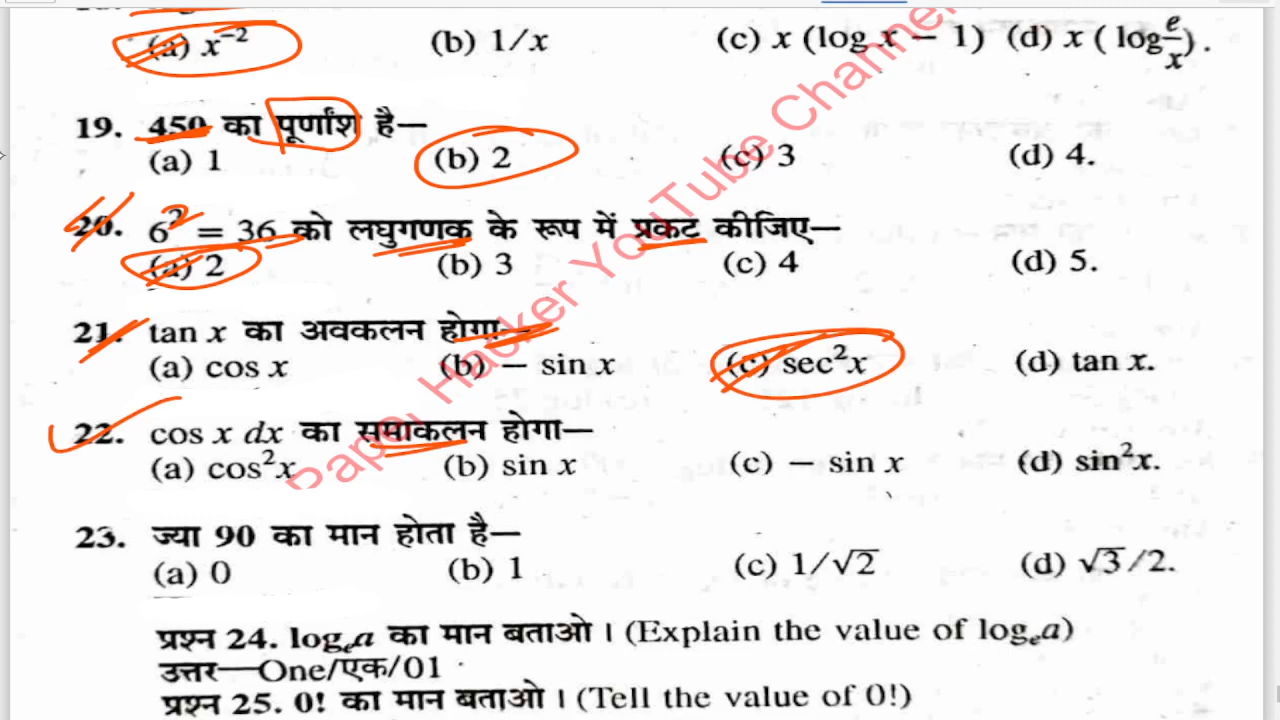 (a) x⁻² (b) 1/x (c) x (log x − 1) (d) x ( log e/x ) .
19. 450 का पूर्णांश है—
(a) 1 (b) 2 (c) 3 (d) 4.
20. 6² = 36 को लघुगणक के रूप में प्रकट कीजिए—
(a) 2 (b) 3 (c) 4 (d) 5.
21. tan x का अवकलन होगा—
(a) cos x (b) − sin x (c) sec²x (d) tan x.
22. cos x dx का समाकलन होगा—
(a) cos²x (b) sin x (c) − sin x (d) sin²x.
23. ज्या 90 का मान होता है—
(a) 0 (b) 1 (c) 1/√2 (d) √3/2.
प्रश्न 24. logₑa का मान बताओ। (Explain the value of logₑa)
उत्तर—One/एक/01
प्रश्न 25. 0! का मान बताओ। (Tell the value of 0!)
Paper Hacker YouTube Channel